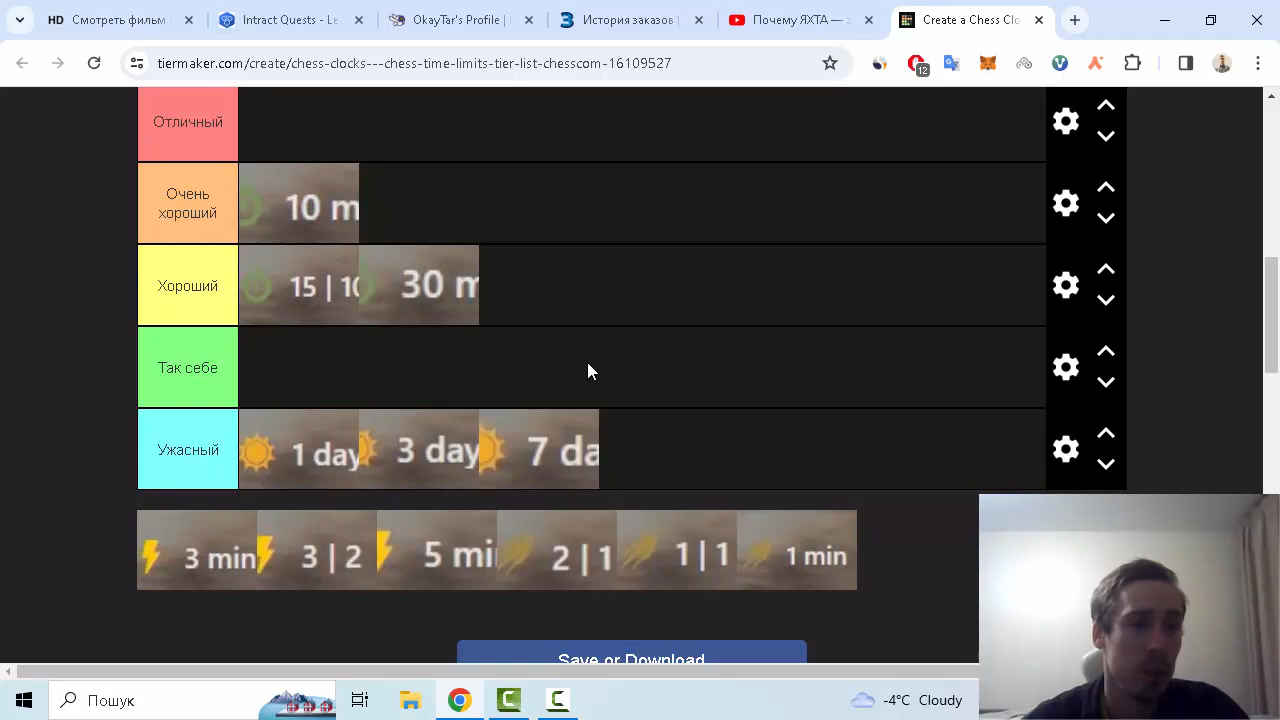 HD Смотреть фильм
Intract Quests - Le
OkayTar's Profile |
История вызовов |
Почему ЯХТА — з
Create a Chess Clo
tiermaker.com/create/chess-clocks---chess-time-limits-tier-list-chesscom-16109527
12
Отличный
Очень
хороший
10 m
Хороший
15 | 10
30 m
Так себе
Ужасный
1 day
3 day
7 da
3 min
3 | 2
5 mi
2 | 1
1 | 1
1 min
Save or Download
Пошук
-4°C Cloudy